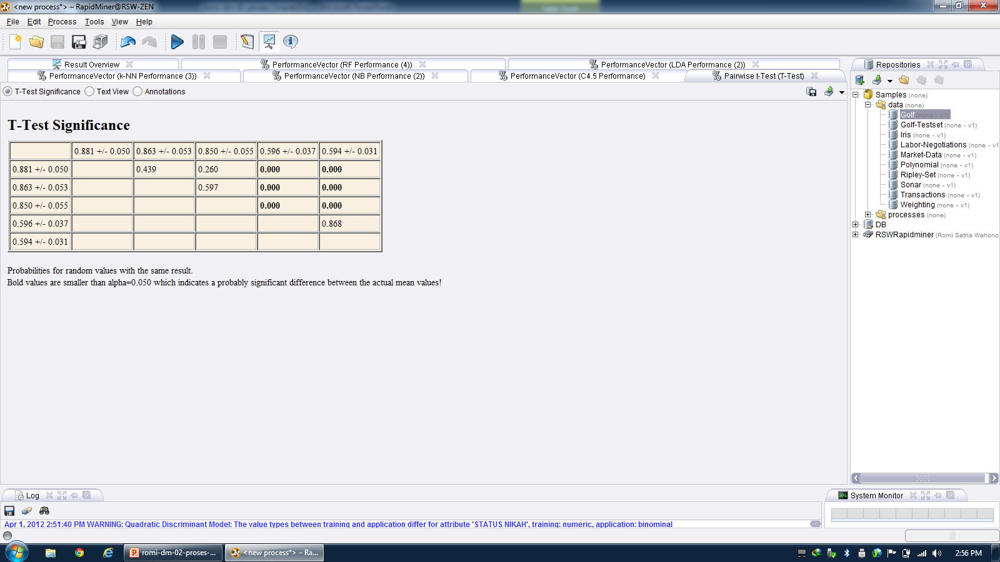 <new process*> – RapidMiner@RSW-ZEN
File Edit Process Tools View Help
Result Overview PerformanceVector (RF Performance (4)) PerformanceVector (LDA Performance (2))
PerformanceVector (k-NN Performance (3)) PerformanceVector (NB Performance (2)) PerformanceVector (C4.5 Performance) Pairwise t-Test (T-Test)
T-Test Significance Text View Annotations
T-Test Significance
0.881 +/- 0.050 0.863 +/- 0.053 0.850 +/- 0.055 0.596 +/- 0.037 0.594 +/- 0.031
0.881 +/- 0.050 0.439 0.260 0.000 0.000
0.863 +/- 0.053 0.597 0.000 0.000
0.850 +/- 0.055 0.000 0.000
0.596 +/- 0.037 0.868
0.594 +/- 0.031
Probabilities for random values with the same result.
Bold values are smaller than alpha=0.050 which indicates a probably significant difference between the actual mean values!
Repositories
Samples (none)
data (none)
Golf (none - v1)
Golf-Testset (none - v1)
Iris (none - v1)
Labor-Negotiations (none - v1
Market-Data (none - v1)
Polynomial (none - v1)
Ripley-Set (none - v1)
Sonar (none - v1)
Transactions (none - v1)
Weighting (none - v1)
processes (none)
DB
RSWRapidminer (Romi Satria Wahono
Log
Apr 1, 2012 2:51:40 PM WARNING: Quadratic Discriminant Model: The value types between training and application differ for attribute 'STATUS NIKAH', training: numeric, application: binominal
System Monitor
romi-dm-02-proses-...
<new process*> – Ra...
2:56 PM